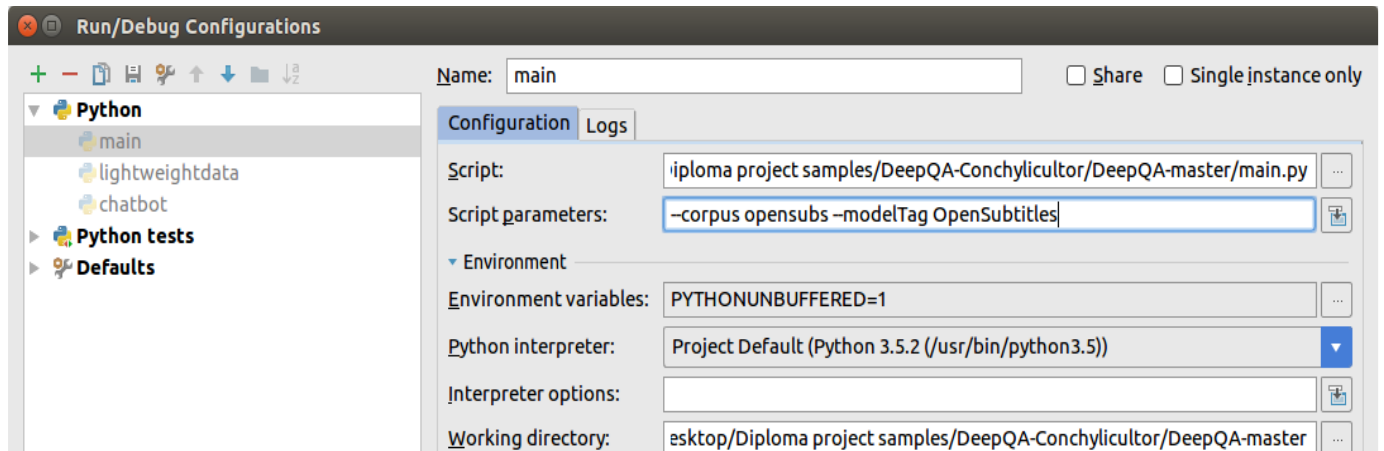 Run/Debug Configurations
Name: main Share Single instance only
Python
main
lightweightdata
chatbot
Python tests
Defaults
Configuration Logs
Script: iploma project samples/DeepQA-Conchylicultor/DeepQA-master/main.py ...
Script parameters: --corpus opensubs --modelTag OpenSubtitles
Environment
Environment variables: PYTHONUNBUFFERED=1 ...
Python interpreter: Project Default (Python 3.5.2 (/usr/bin/python3.5))
Interpreter options:
Working directory: esktop/Diploma project samples/DeepQA-Conchylicultor/DeepQA-master ...